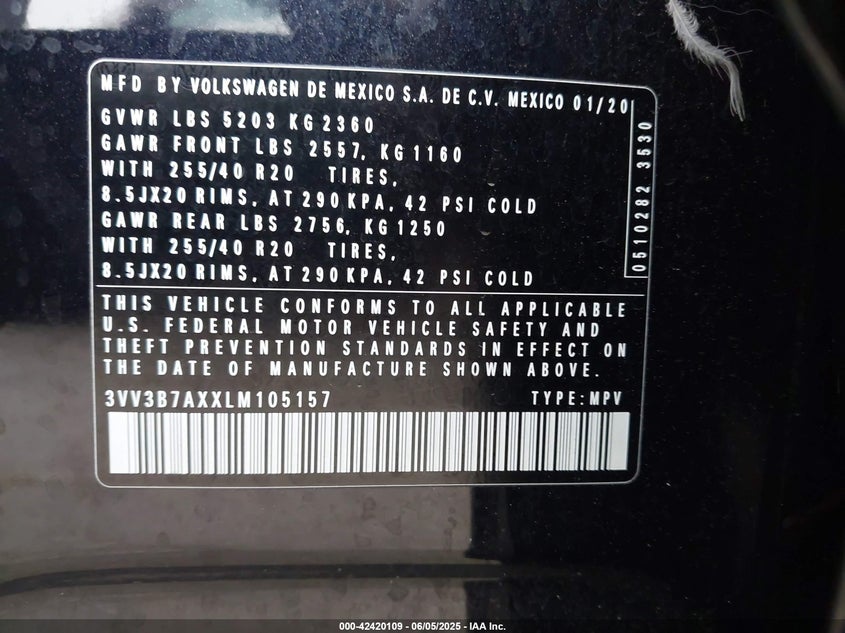 MFD BY VOLKSWAGEN DE MEXICO S.A. DE C.V. MEXICO 01/20
GVWR LBS 5203 KG 2360
GAWR FRONT LBS 2557, KG 1160
WITH 255/40 R20 TIRES,
8.5JX20 RIMS, AT 290 KPA, 42 PSI COLD
GAWR REAR LBS 2756, KG 1250
WITH 255/40 R20 TIRES,
8.5JX20 RIMS, AT 290 KPA, 42 PSI COLD
0510282 3530
THIS VEHICLE CONFORMS TO ALL APPLICABLE
U.S. FEDERAL MOTOR VEHICLE SAFETY AND
THEFT PREVENTION STANDARDS IN EFFECT ON
THE DATE OF MANUFACTURE SHOWN ABOVE.
3VV3B7AXXLM105157 TYPE: MPV
000-42420109 - 06/05/2025 - IAA Inc.